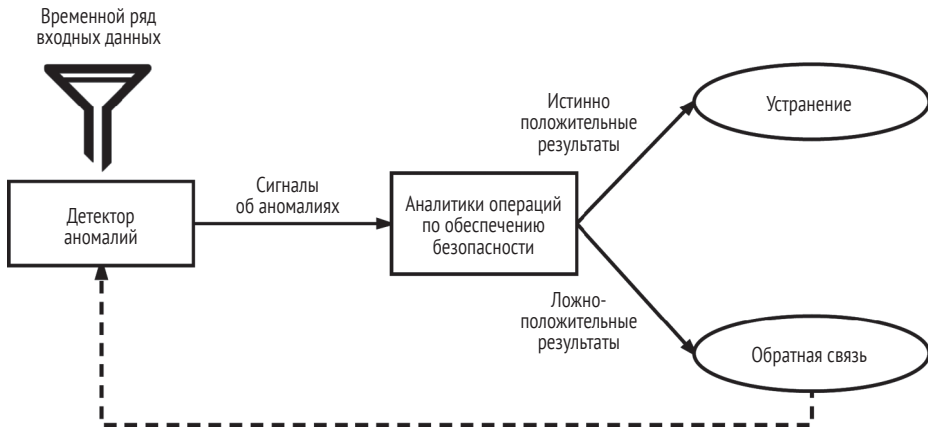 Временной ряд
входных данных
Детектор
аномалий
Сигналы
об аномалиях
Аналитики операций
по обеспечению
безопасности
Истинно
положительные
результаты
Устранение
Ложно-
положительные
результаты
Обратная связь